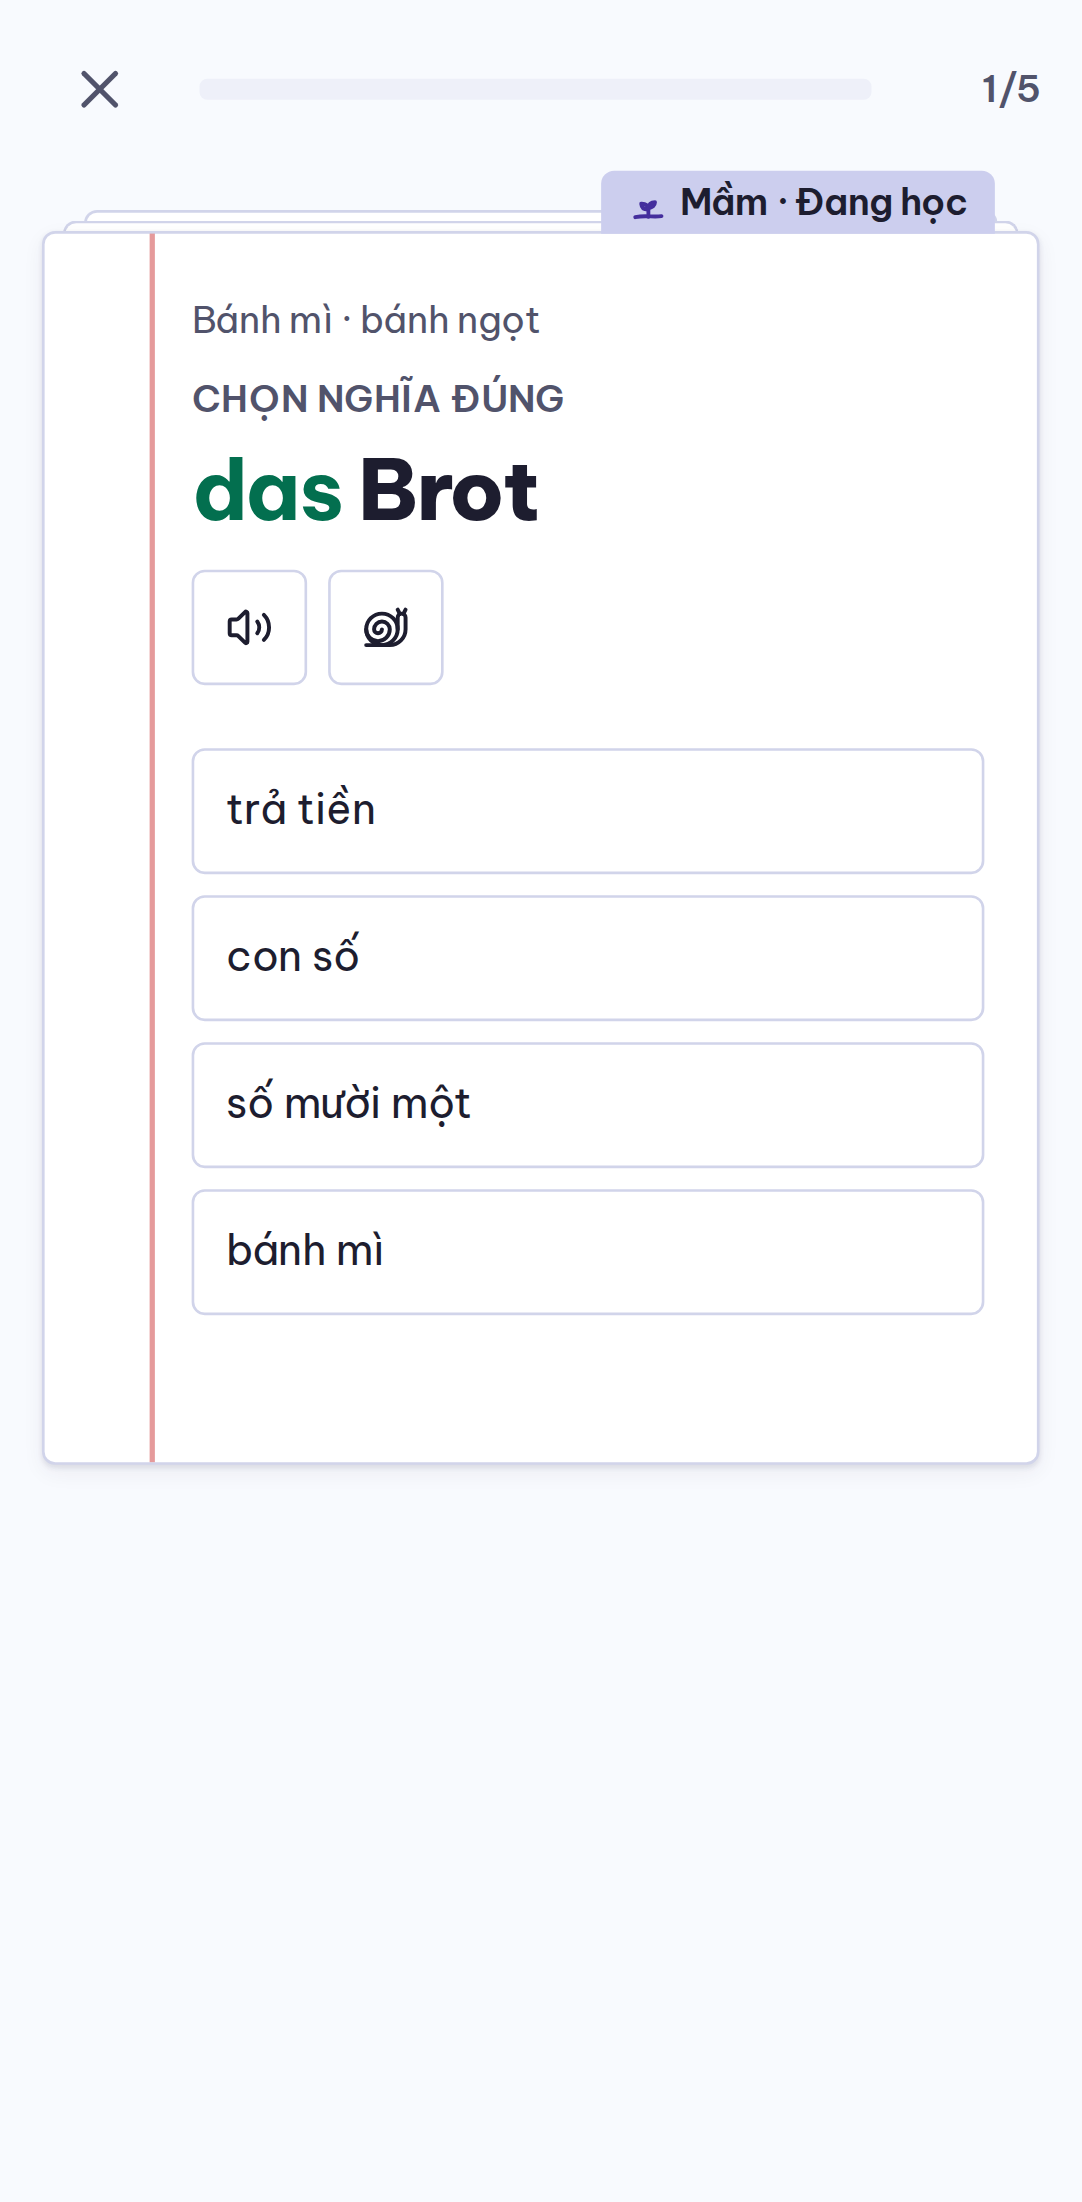 1/5
Mầm · Đang học
Bánh mì · bánh ngọt
CHỌN NGHĨA ĐÚNG
das Brot
trả tiền
con số
số mười một
bánh mì